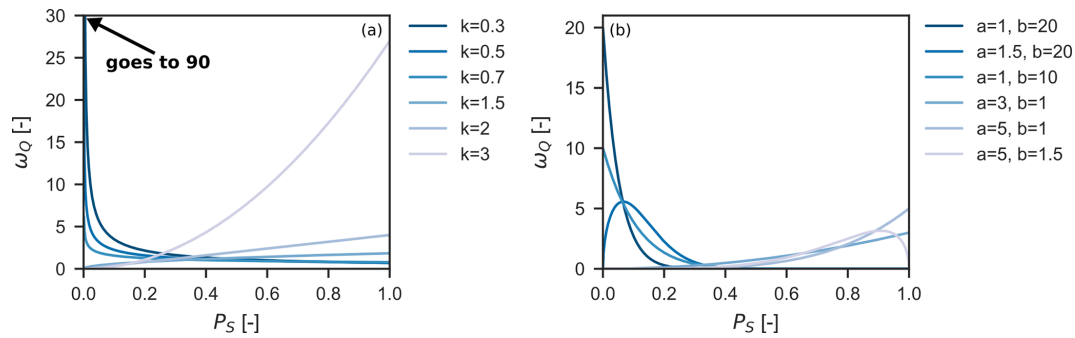 (a)
goes to 90
30
25
20
15
10
5
0
ω_Q [-]
0.0 0.2 0.4 0.6 0.8 1.0
P_S [-]
k=0.3
k=0.5
k=0.7
k=1.5
k=2
k=3
(b)
20
15
10
5
0
ω_Q [-]
0.0 0.2 0.4 0.6 0.8 1.0
P_S [-]
a=1, b=20
a=1.5, b=20
a=1, b=10
a=3, b=1
a=5, b=1
a=5, b=1.5